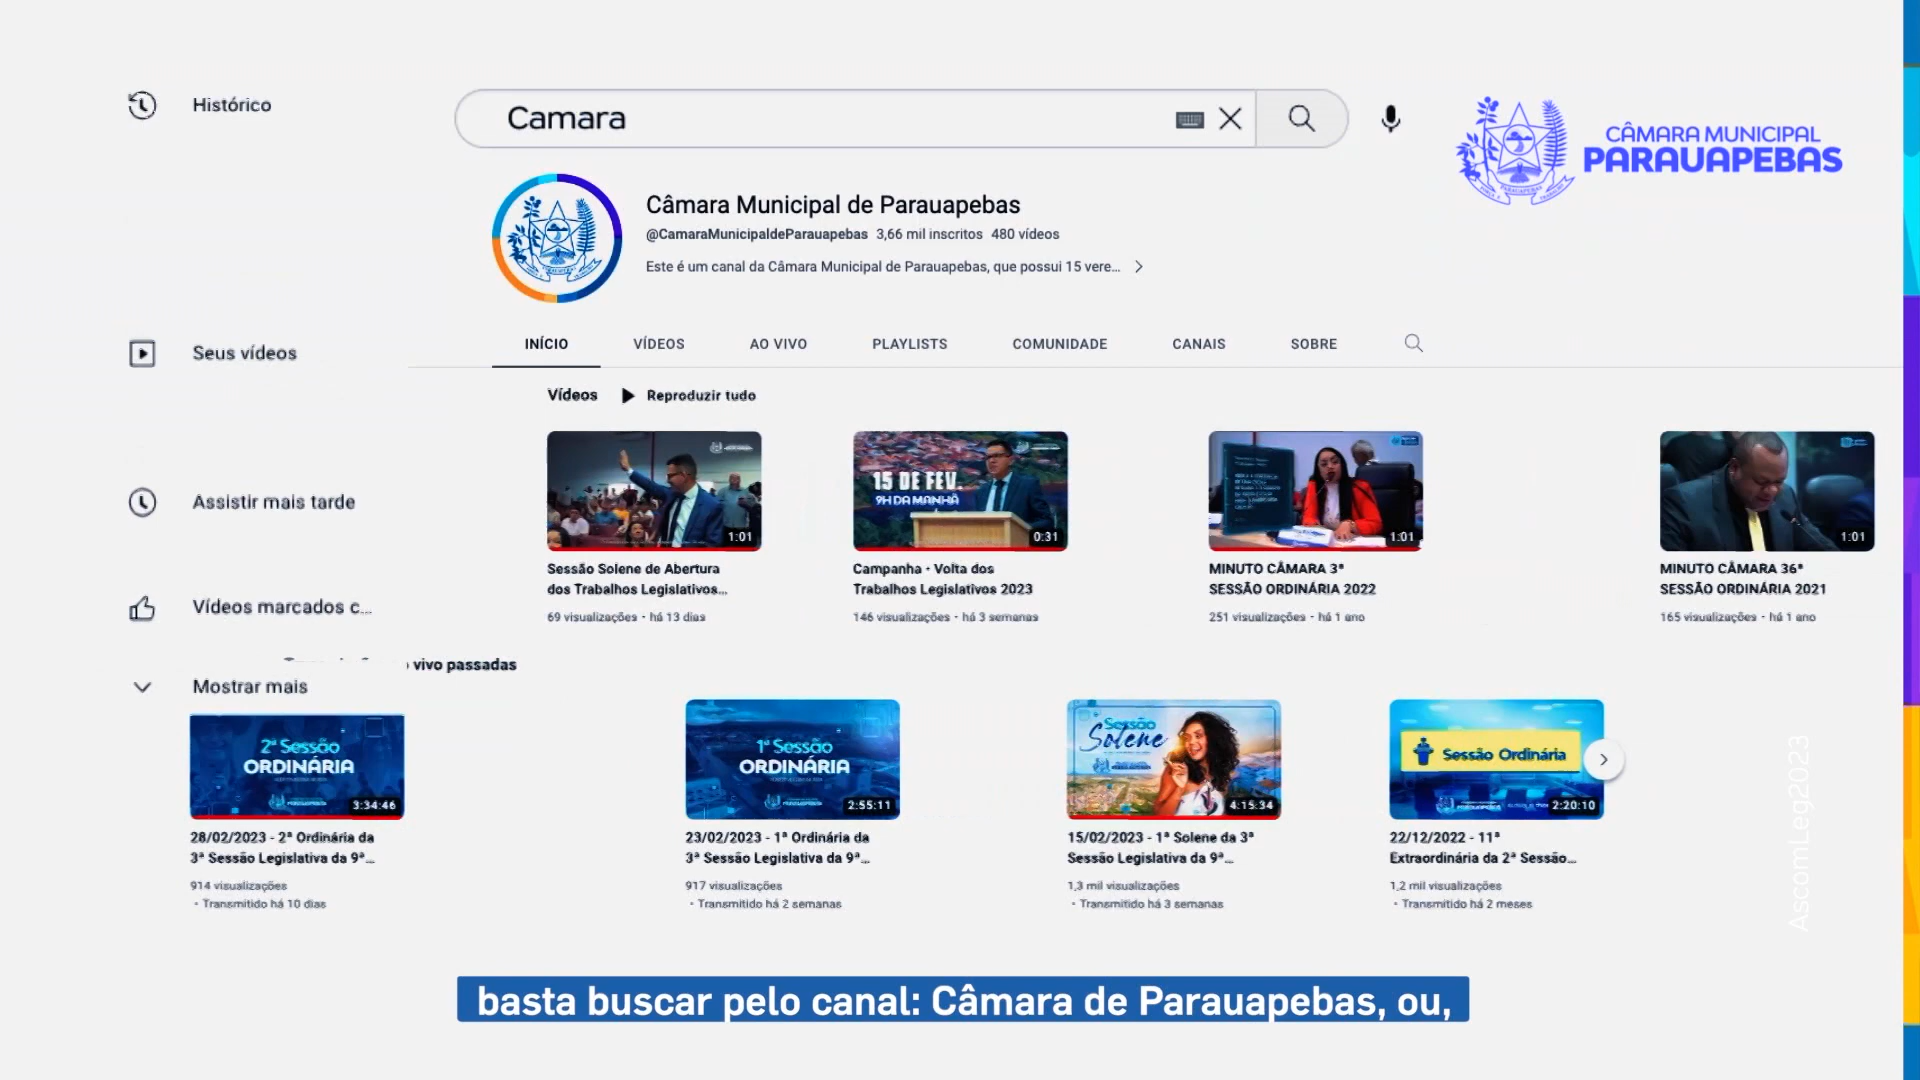 Histórico
Camara
CÂMARA MUNICIPAL
PARAUAPEBAS
Câmara Municipal de Parauapebas
@CamaraMunicipaldeParauapebas 3,66 mil inscritos 480 vídeos
Este é um canal da Câmara Municipal de Parauapebas, que possui 15 vere...
Seus vídeos
INÍCIO VÍDEOS AO VIVO PLAYLISTS COMUNIDADE CANAIS SOBRE
Vídeos Reproduzir tudo
15 DE FEV.
9H DA MANHÃ
1:01
0:31
1:01
1:01
Assistir mais tarde
Sessão Solene de Abertura
dos Trabalhos Legislativos...
69 visualizações • há 13 dias
Campanha - Volta dos
Trabalhos Legislativos 2023
146 visualizações • há 3 semanas
MINUTO CÂMARA 3ª
SESSÃO ORDINÁRIA 2022
251 visualizações • há 1 ano
MINUTO CÂMARA 36ª
SESSÃO ORDINÁRIA 2021
165 visualizações • há 1 ano
Vídeos marcados c...
vivo passadas
Mostrar mais
2ª Sessão
ORDINÁRIA
PARAUAPEBAS
3:34:46
1ª Sessão
ORDINÁRIA
PARAUAPEBAS
2:55:11
Sessão
Solene
4:15:34
Sessão Ordinária
PARAUAPEBAS
2:20:10
28/02/2023 - 2ª Ordinária da
3ª Sessão Legislativa da 9ª...
914 visualizações
• Transmitido há 10 dias
23/02/2023 - 1ª Ordinária da
3ª Sessão Legislativa da 9ª...
917 visualizações
• Transmitido há 2 semanas
15/02/2023 - 1ª Solene da 3ª
Sessão Legislativa da 9ª...
1,3 mil visualizações
• Transmitido há 3 semanas
22/12/2022 - 11ª
Extraordinária da 2ª Sessão...
1,2 mil visualizações
• Transmitido há 2 meses
AscomLeg2023
basta buscar pelo canal: Câmara de Parauapebas, ou,